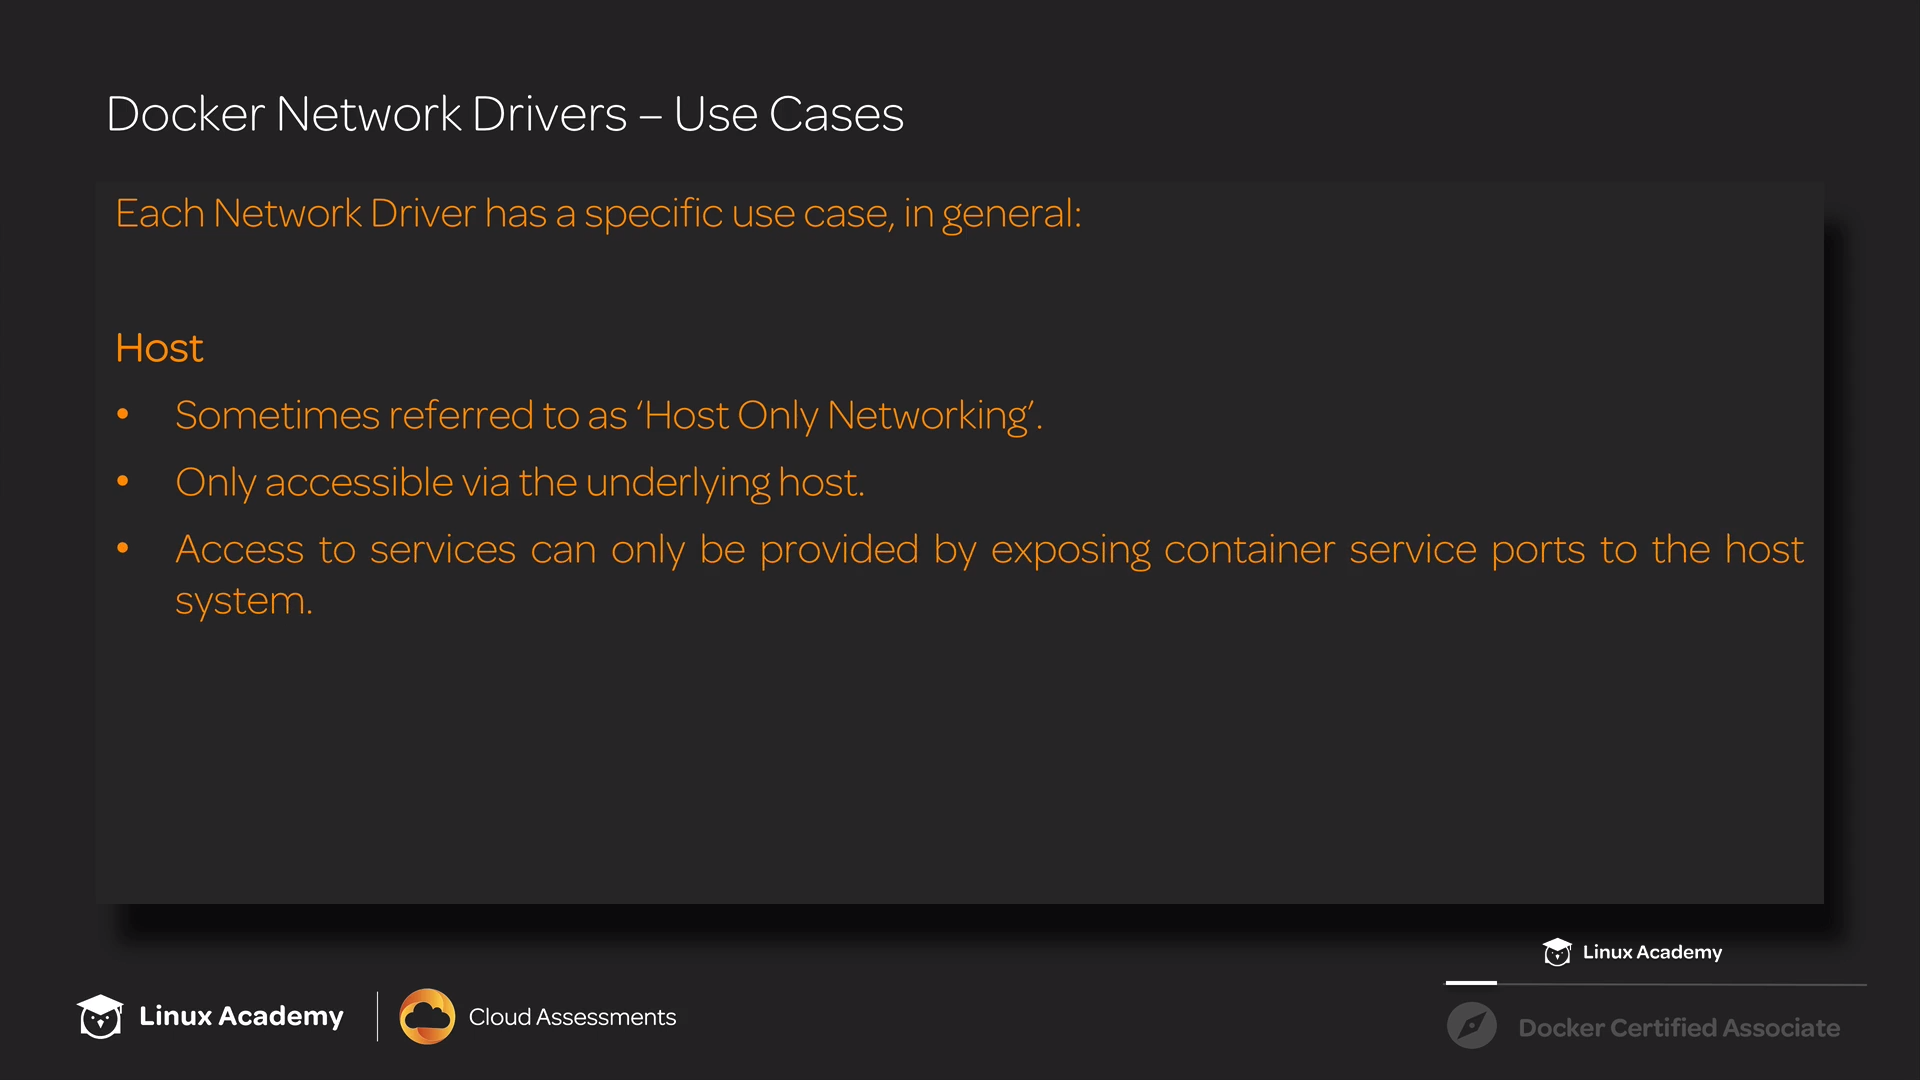 Docker Network Drivers – Use Cases
Each Network Driver has a specific use case, in general:
Host
• Sometimes referred to as ‘Host Only Networking’.
• Only accessible via the underlying host.
• Access to services can only be provided by exposing container service ports to the host
system.
Linux Academy
Linux Academy
Cloud Assessments
Docker Certified Associate